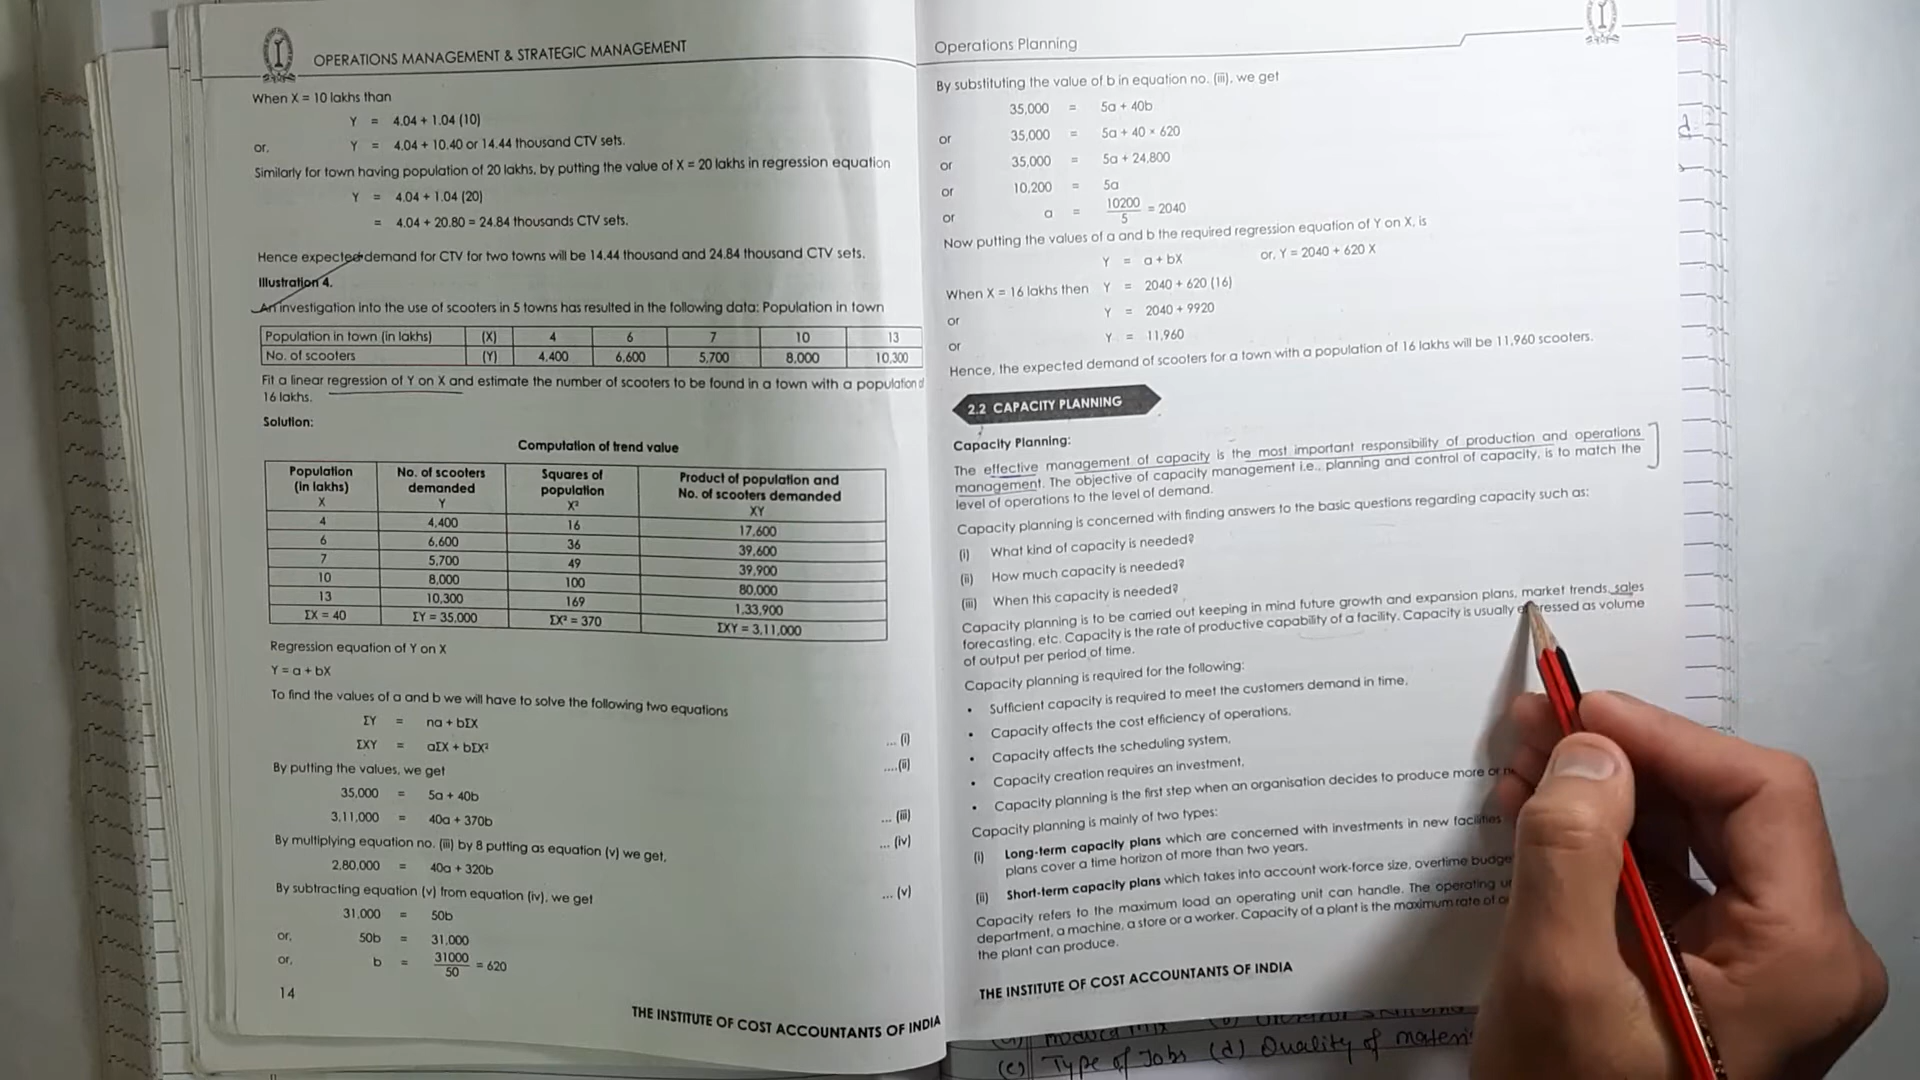 OPERATIONS MANAGEMENT & STRATEGIC MANAGEMENT
When X = 10 lakhs than
Y = 4.04 + 1.04 (10)
or, Y = 4.04 + 10.40 or 14.44 thousand CTV sets.
Similarly for town having population of 20 lakhs, by putting the value of X = 20 lakhs in regression equation
Y = 4.04 + 1.04 (20)
= 4.04 + 20.80 = 24.84 thousands CTV sets.
Hence expected demand for CTV for two towns will be 14.44 thousand and 24.84 thousand CTV sets.
Illustration 4.
An investigation into the use of scooters in 5 towns has resulted in the following data: Population in town
Population in town (in lakhs) (X) 4 6 7 10 13
No. of scooters (Y) 4,400 6,600 5,700 8,000 10,300
Fit a linear regression of Y on X and estimate the number of scooters to be found in a town with a population of
16 lakhs.
Solution:
Computation of trend value
Population No. of scooters Squares of Product of population and
(in lakhs) demanded population No. of scooters demanded
X Y X² XY
4 4,400 16 17,600
6 6,600 36 39,600
7 5,700 49 39,900
10 8,000 100 80,000
13 10,300 169 1,33,900
ΣX = 40 ΣY = 35,000 ΣX² = 370 ΣXY = 3,11,000
Regression equation of Y on X
Y = a + bX
To find the values of a and b we will have to solve the following two equations
ΣY = na + bΣX ... (i)
ΣXY = aΣX + bΣX² ....(ii)
By putting the values, we get
35,000 = 5a + 40b ... (iii)
3,11,000 = 40a + 370b ... (iv)
By multiplying equation no. (iii) by 8 putting as equation (v) we get,
2,80,000 = 40a + 320b ... (v)
By subtracting equation (v) from equation (iv), we get
31,000 = 50b
or, 50b = 31,000
or, b = 31000/50 = 620
14
THE INSTITUTE OF COST ACCOUNTANTS OF INDIA
Operations Planning
By substituting the value of b in equation no. (iii), we get
35,000 = 5a + 40b
or 35,000 = 5a + 40 × 620
or 35,000 = 5a + 24,800
or 10,200 = 5a
or a = 10200/5 = 2040
Now putting the values of a and b the required regression equation of Y on X, is
Y = a + bX or, Y = 2040 + 620 X
When X = 16 lakhs then Y = 2040 + 620 (16)
or Y = 2040 + 9920
or Y = 11,960
Hence, the expected demand of scooters for a town with a population of 16 lakhs will be 11,960 scooters.
2.2 CAPACITY PLANNING
Capacity Planning:
The effective management of capacity is the most important responsibility of production and operations
management. The objective of capacity management i.e., planning and control of capacity, is to match the
level of operations to the level of demand.
Capacity planning is concerned with finding answers to the basic questions regarding capacity such as:
(i) What kind of capacity is needed?
(ii) How much capacity is needed?
(iii) When this capacity is needed?
Capacity planning is to be carried out keeping in mind future growth and expansion plans, market trends, sales
forecasting, etc. Capacity is the rate of productive capability of a facility. Capacity is usually expressed as volume
of output per period of time.
Capacity planning is required for the following:
• Sufficient capacity is required to meet the customers demand in time,
• Capacity affects the cost efficiency of operations,
• Capacity affects the scheduling system,
• Capacity creation requires an investment,
• Capacity planning is the first step when an organisation decides to produce more or
Capacity planning is mainly of two types:
(i) Long-term capacity plans which are concerned with investments in new facilities
plans cover a time horizon of more than two years.
(ii) Short-term capacity plans which takes into account work-force size, overtime
Capacity refers to the maximum load an operating unit can handle. The operating
department, a machine, a store or a worker. Capacity of a plant is the maximum rate of
the plant can produce.
THE INSTITUTE OF COST ACCOUNTANTS OF INDIA
(c) Type of Jobs (d) Quality of